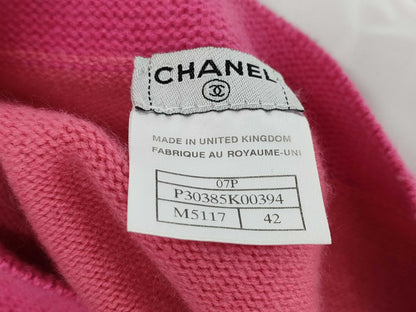 CHANEL
MADE IN UNITED KINGDOM
FABRIQUE AU ROYAUME-UNI
07P
P30385K00394
M5117 42